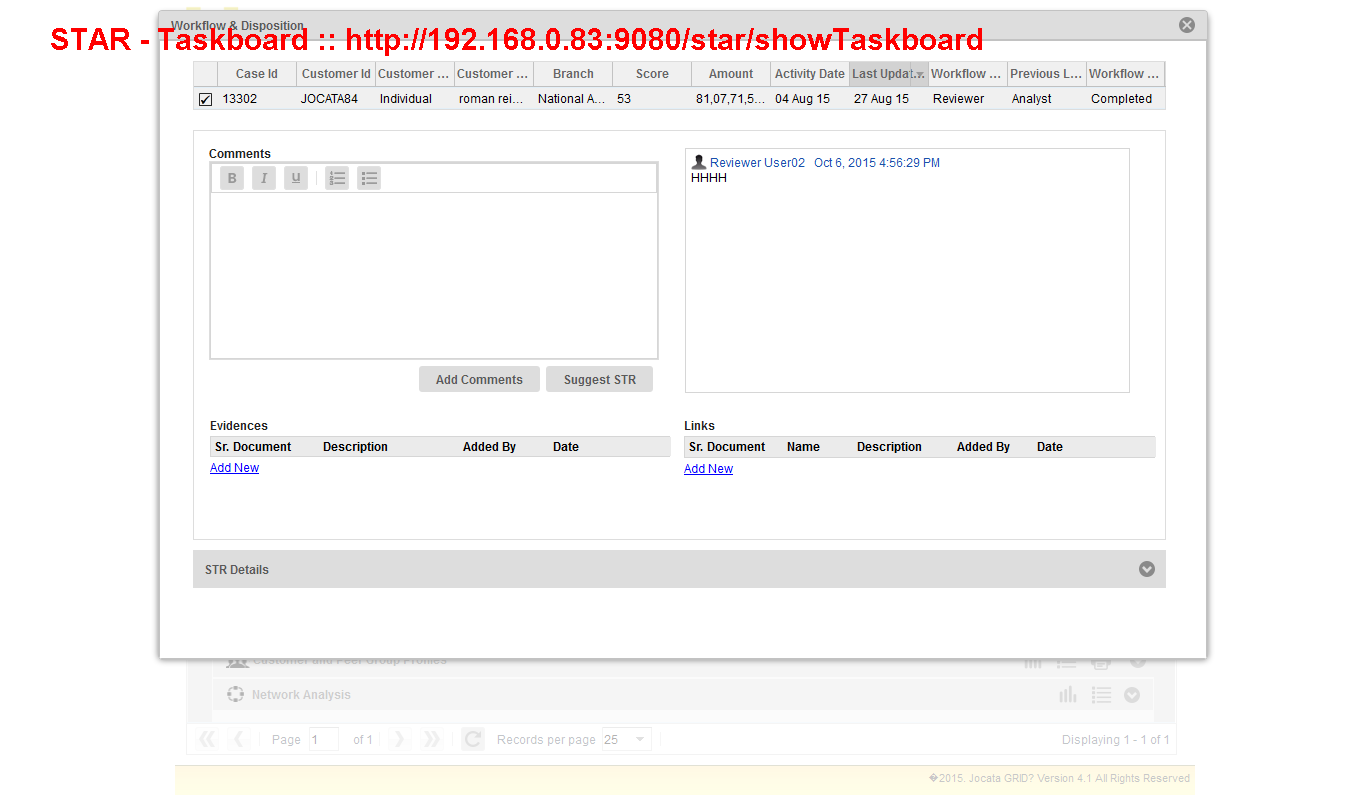 Workflow & Disposition
STAR - Taskboard :: http://192.168.0.83:9080/star/showTaskboard
Case Id Customer Id Customer ... Customer ... Branch Score Amount Activity Date Last Updat... Workflow ... Previous L... Workflow ...
13302 JOCATA84 Individual roman rei... National A... 53 81,07,71,5... 04 Aug 15 27 Aug 15 Reviewer Analyst Completed
Comments
B I U
Reviewer User02 Oct 6, 2015 4:56:29 PM
HHHH
Add Comments Suggest STR
Evidences
Sr. Document Description Added By Date
Add New
Links
Sr. Document Name Description Added By Date
Add New
STR Details
Customer and Peer Group Profiles
Network Analysis
Page 1 of 1 Records per page 25 Displaying 1 - 1 of 1
�2015. Jocata GRID? Version 4.1 All Rights Reserved